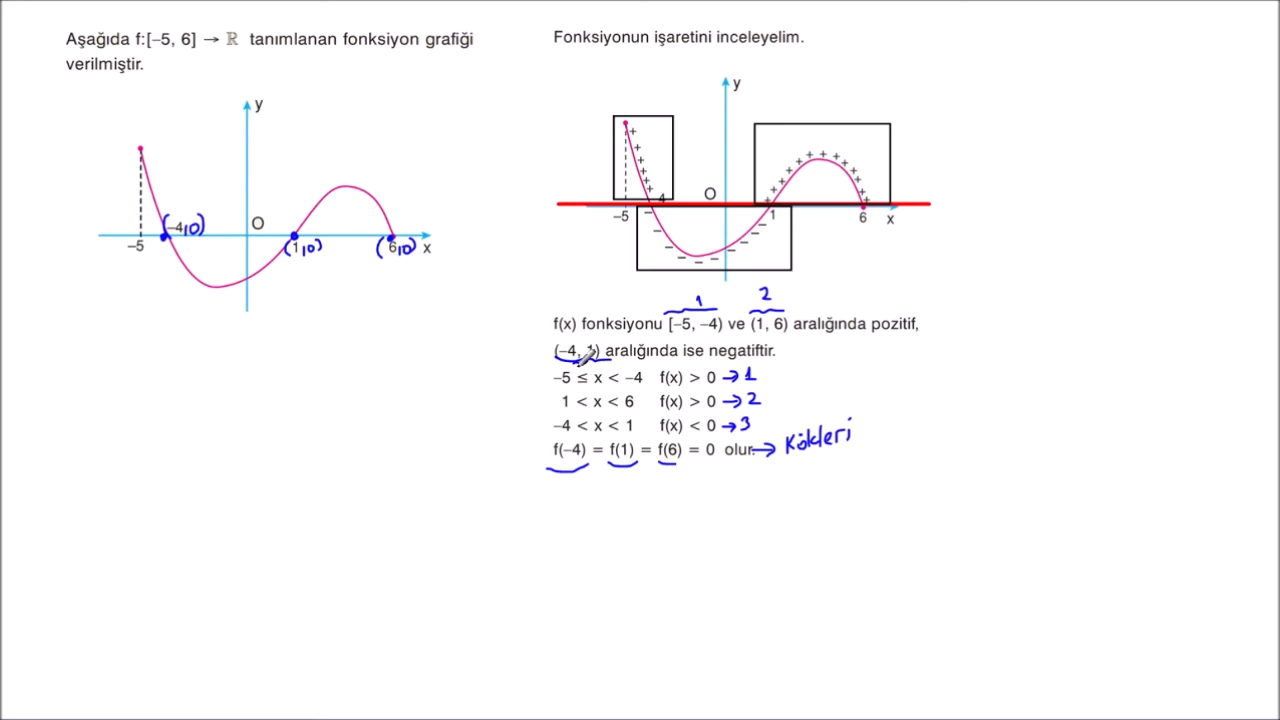 Aşağıda f:[−5, 6] → ℝ tanımlanan fonksiyon grafiği
verilmiştir.
y
(−4,0)
O
−5
(1,0)
(6,0)
x
Fonksiyonun işaretini inceleyelim.
y
−4
O
−5
1
6
x
1
2
f(x) fonksiyonu [−5, −4) ve (1, 6) aralığında pozitif,
(−4, 1) aralığında ise negatiftir.
−5 ≤ x < −4 f(x) > 0 → 1
1 < x < 6 f(x) > 0 → 2
−4 < x < 1 f(x) < 0 → 3
f(−4) = f(1) = f(6) = 0 olur. → Kökleri